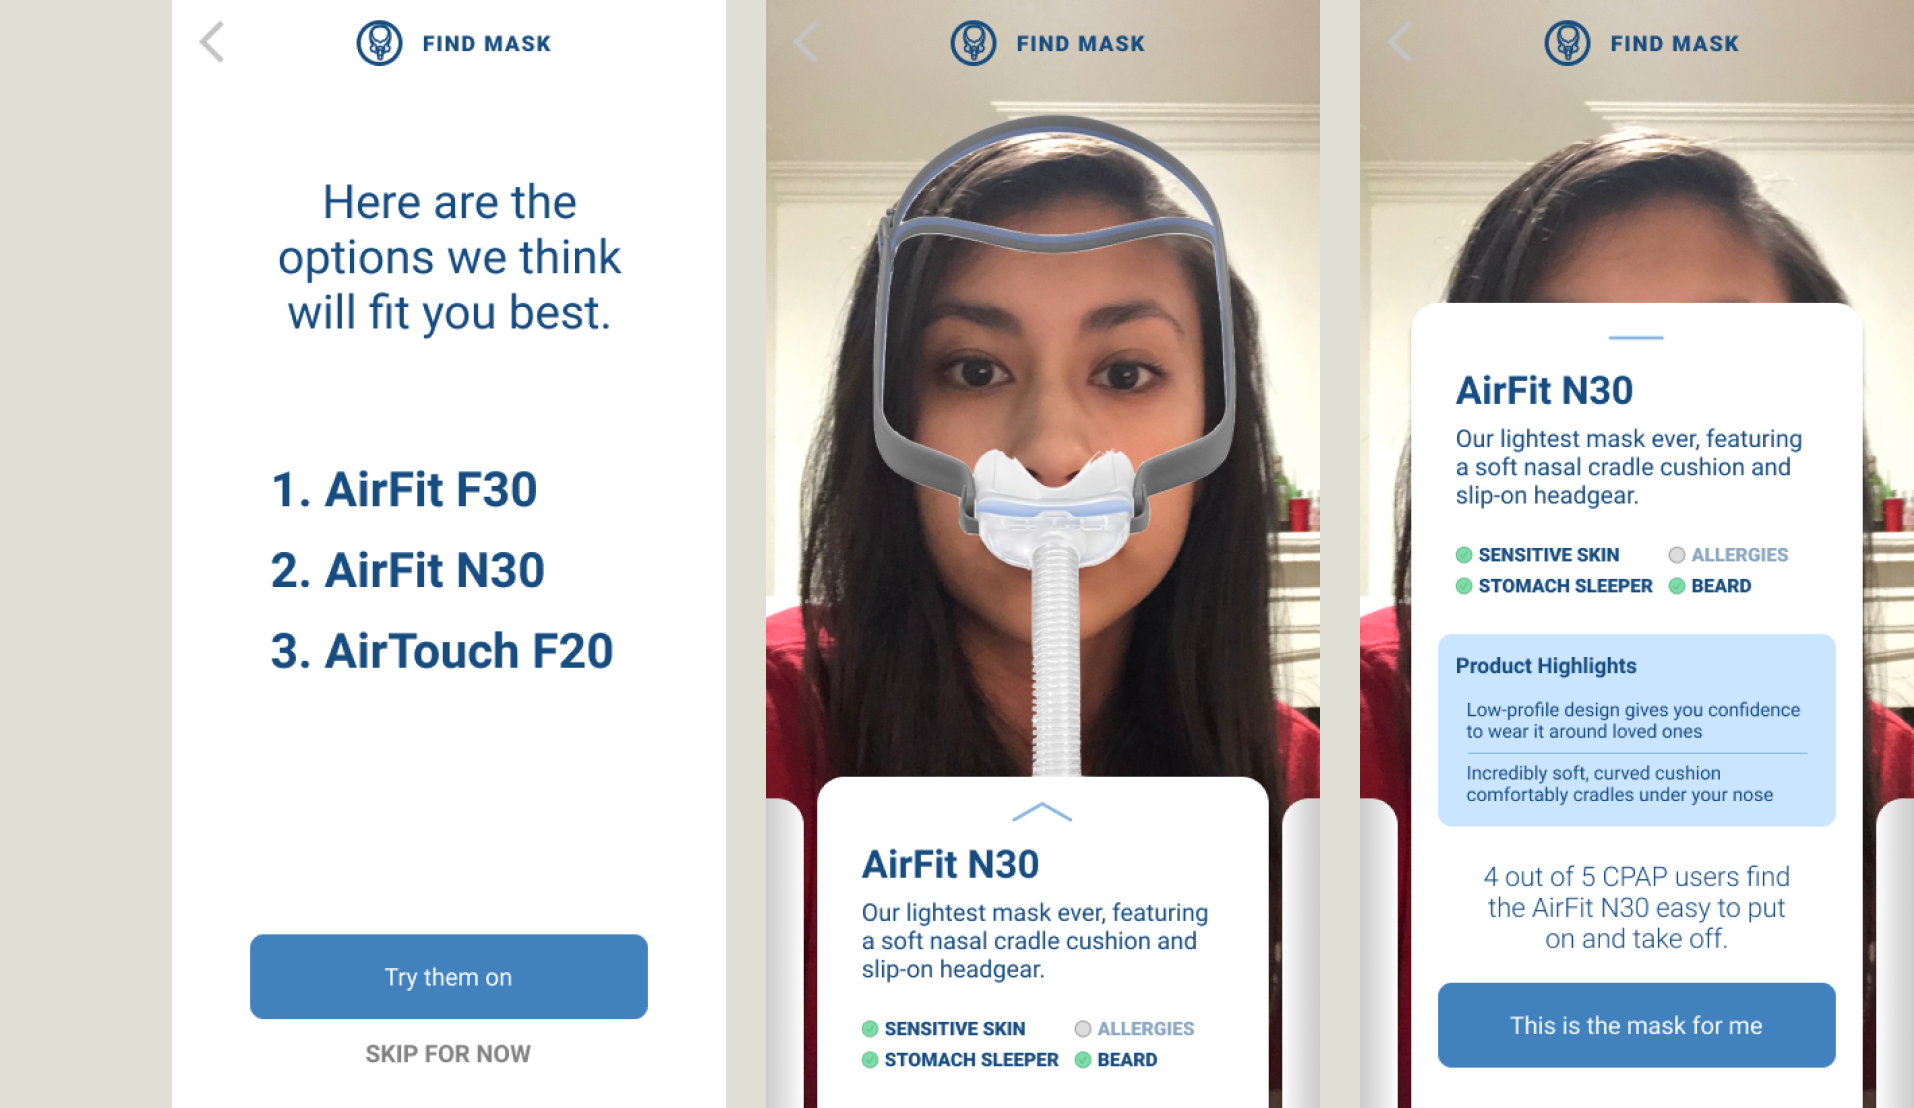 FIND MASK
Here are the
options we think
will fit you best.
1. AirFit F30
2. AirFit N30
3. AirTouch F20
Try them on
SKIP FOR NOW
FIND MASK
AirFit N30
Our lightest mask ever, featuring
a soft nasal cradle cushion and
slip-on headgear.
SENSITIVE SKIN
ALLERGIES
STOMACH SLEEPER
BEARD
FIND MASK
AirFit N30
Our lightest mask ever, featuring
a soft nasal cradle cushion and
slip-on headgear.
SENSITIVE SKIN
ALLERGIES
STOMACH SLEEPER
BEARD
Product Highlights
Low-profile design gives you confidence
to wear it around loved ones
Incredibly soft, curved cushion
comfortably cradles under your nose
4 out of 5 CPAP users find
the AirFit N30 easy to put
on and take off.
This is the mask for me